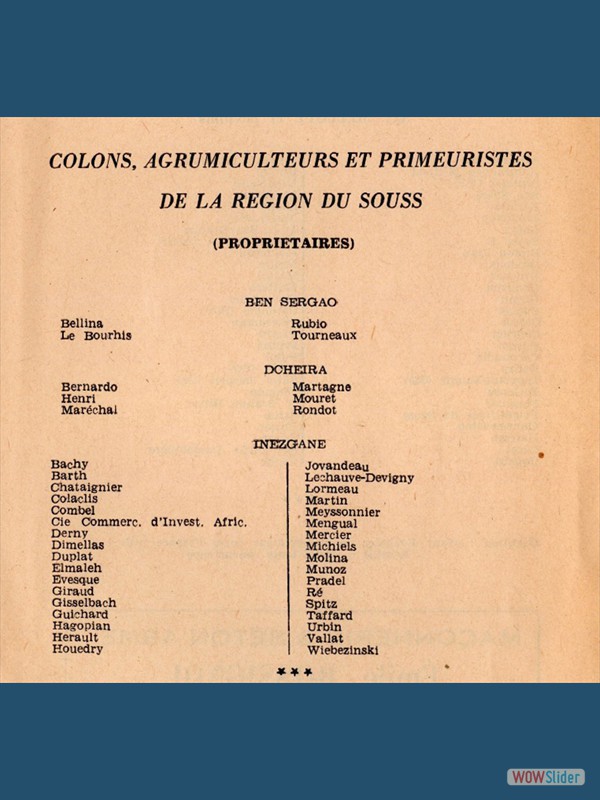 COLONS, AGRUMICULTEURS ET PRIMEURISTES
DE LA REGION DU SOUSS
(PROPRIETAIRES)
BEN SERGAO
Bellina
Le Bourhis
Rubio
Tourneaux
DCHEIRA
Bernardo
Henri
Maréchal
Martagne
Mouret
Rondot
INEZGANE
Bachy
Barth
Chataignier
Colaclis
Combel
Cie Commerc. d'Invest. Afric.
Derny
Dimellas
Duplat
Elmaleh
Evesque
Giraud
Gisselbach
Guichard
Hagopian
Herault
Houedry
Jovandeau
Lechauve-Devigny
Lormeau
Martin
Meyssonnier
Mengual
Mercier
Michiels
Molina
Munoz
Pradel
Ré
Spitz
Taffard
Urbin
Vallat
Wiebezinski
***
WOWSlider